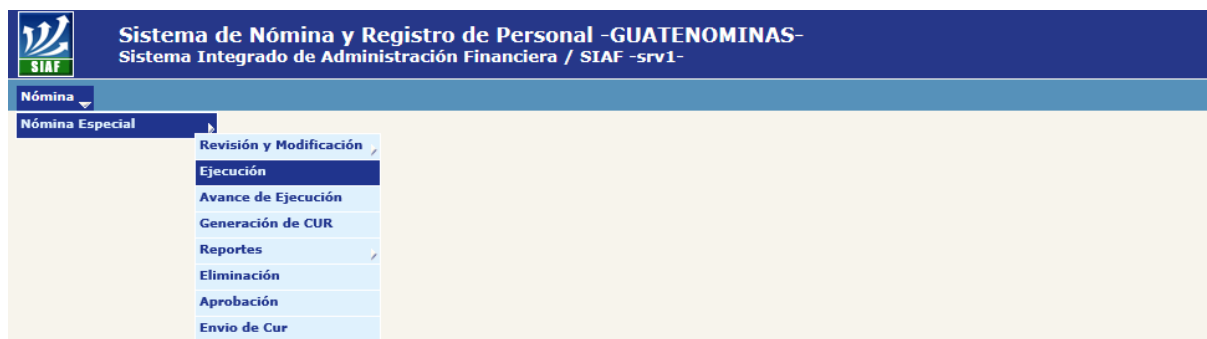 SIAF
Sistema de Nómina y Registro de Personal -GUATENOMINAS-
Sistema Integrado de Administración Financiera / SIAF -srv1-
Nómina
Nómina Especial
Revisión y Modificación
Ejecución
Avance de Ejecución
Generación de CUR
Reportes
Eliminación
Aprobación
Envio de Cur